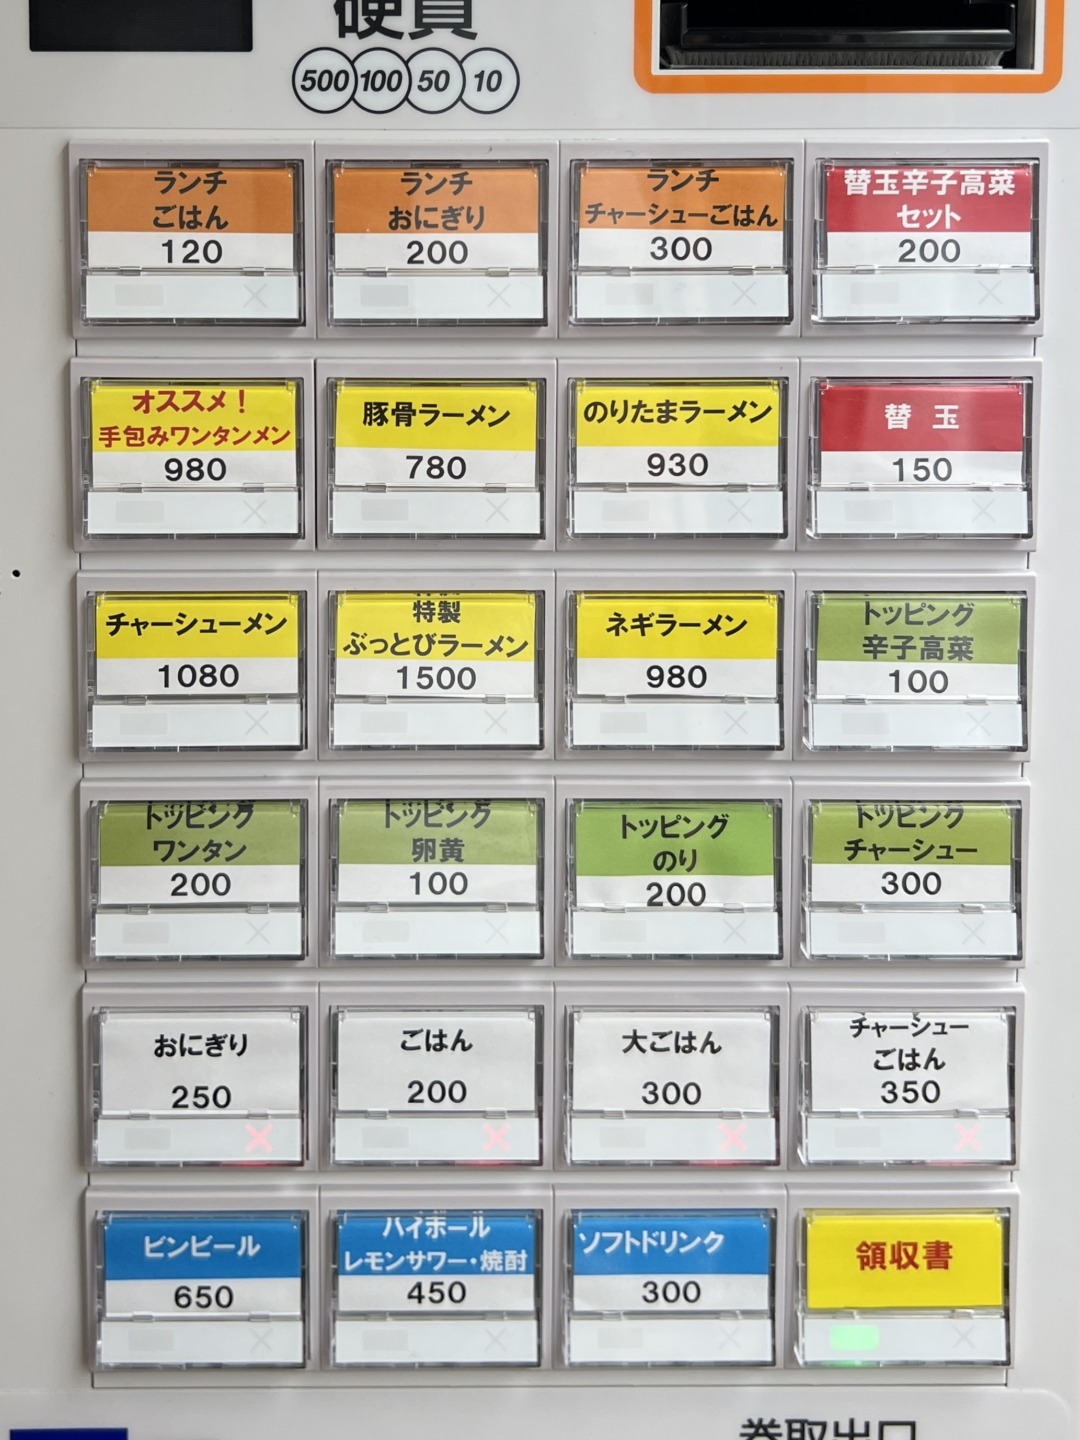 硬貨
500 100 50 10
ランチ
ごはん
120
ランチ
おにぎり
200
ランチ
チャーシューごはん
300
替玉辛子高菜
セット
200
オススメ！
手包みワンタンメン
980
豚骨ラーメン
780
のりたまラーメン
930
替 玉
150
チャーシューメン
1080
特製
ぶっとびラーメン
1500
ネギラーメン
980
トッピング
辛子高菜
100
トッピング
ワンタン
200
トッピング
卵黄
100
トッピング
のり
200
トッピング
チャーシュー
300
おにぎり
250
ごはん
200
大ごはん
300
チャーシュー
ごはん
350
ビンビール
650
ハイボール
レモンサワー・焼酎
450
ソフトドリンク
300
領収書
券取出口